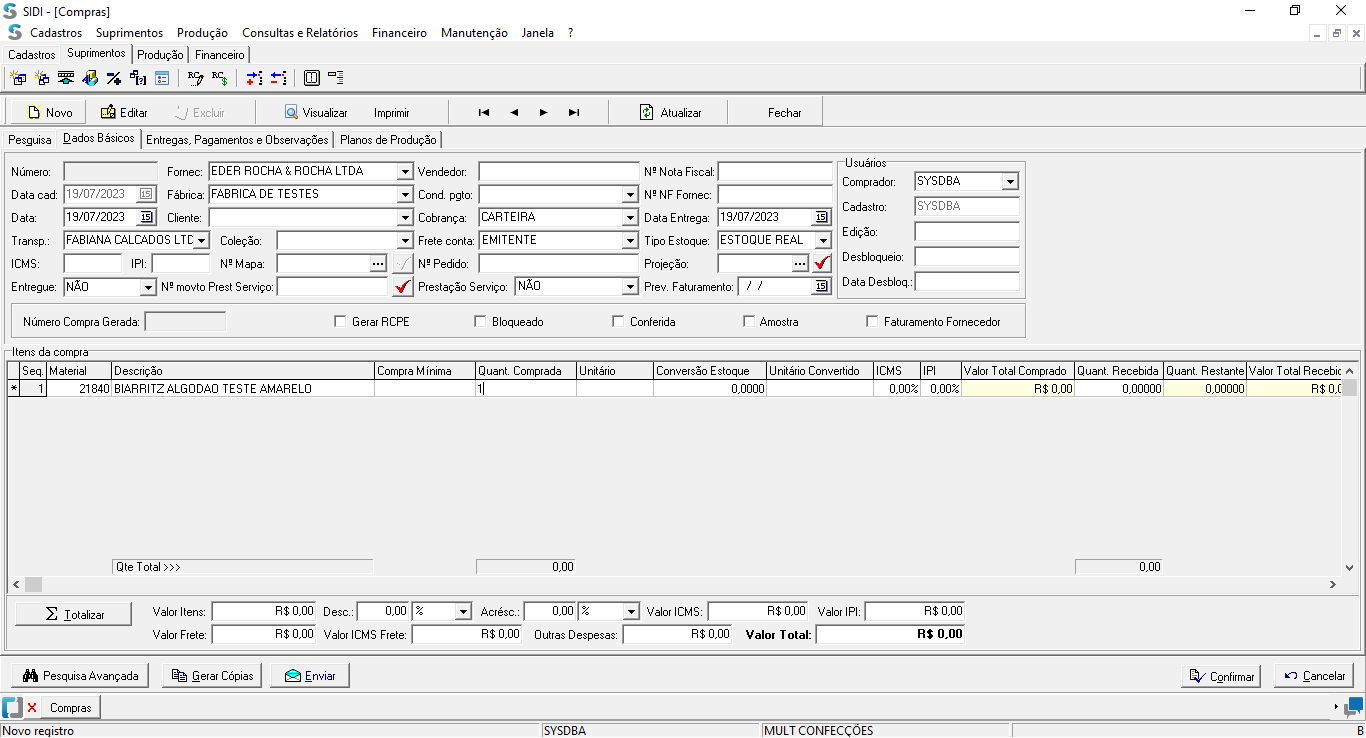 SIDI - [Compras]
Cadastros Suprimentos Produção Consultas e Relatórios Financeiro Manutenção Janela ?
Cadastros Suprimentos Produção Financeiro
Novo Editar Excluir Visualizar Imprimir Atualizar Fechar
Pesquisa Dados Básicos Entregas, Pagamentos e Observações Planos de Produção
Número: Fornec: EDER ROCHA & ROCHA LTDA Vendedor: Nº Nota Fiscal: Usuários
Data cad: 19/07/2023 15 Fábrica: FABRICA DE TESTES Cond. pgto: Nº NF Fornec: Comprador: SYSDBA
Data: 19/07/2023 15 Cliente: Cobrança: CARTEIRA Data Entrega: 19/07/2023 15 Cadastro: SYSDBA
Transp.: FABIANA CALCADOS LTC Coleção: Frete conta: EMITENTE Tipo Estoque: ESTOQUE REAL Edição:
ICMS: IPI: Nº Mapa: ... Nº Pedido: Projeção: ... Desbloqueio:
Entregue: NÃO Nº movto Prest Serviço: Prestação Serviço: NÃO Prev. Faturamento: / / 15 Data Desbloq.:
Número Compra Gerada: Gerar RCPE Bloqueado Conferida Amostra Faturamento Fornecedor
Itens da compra
Seq. Material Descrição Compra Mínima Quant. Comprada Unitário Conversão Estoque Unitário Convertido ICMS IPI Valor Total Comprado Quant. Recebida Quant. Restante Valor Total Recebid
* 1 21840 BIARRITZ ALGODAO TESTE AMARELO 1 0,0000 0,00% 0,00% R$ 0,00 0,00000 0,00000 R$ 0,0
Qte Total >>> 0,00 0,00
Σ Totalizar Valor Itens: R$ 0,00 Desc.: 0,00 % Acrésc.: 0,00 % Valor ICMS: R$ 0,00 Valor IPI: R$ 0,00
Valor Frete: R$ 0,00 Valor ICMS Frete: R$ 0,00 Outras Despesas: R$ 0,00 Valor Total: R$ 0,00
Pesquisa Avançada Gerar Cópias Enviar Confirmar Cancelar
Compras
Novo registro SYSDBA MULT CONFECÇÕES B